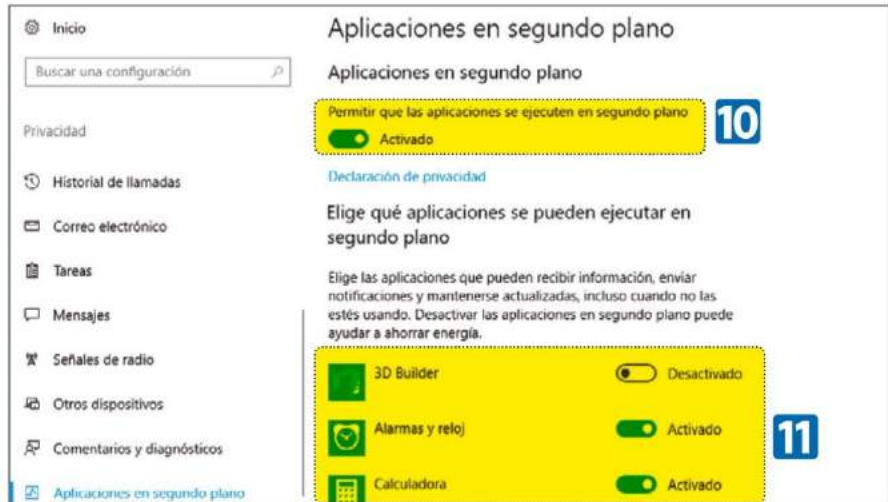 Inicio
Buscar una configuración
Privacidad
Historial de llamadas
Correo electrónico
Tareas
Mensajes
Señales de radio
Otros dispositivos
Comentarios y diagnósticos
Aplicaciones en segundo plano
Aplicaciones en segundo plano
Aplicaciones en segundo plano
Permitir que las aplicaciones se ejecuten en segundo plano
Activado
10
Declaración de privacidad
Elige qué aplicaciones se pueden ejecutar en
segundo plano
Elige las aplicaciones que pueden recibir información, enviar
notificaciones y mantenerse actualizadas, incluso cuando no las
estés usando. Desactivar las aplicaciones en segundo plano puede
ayudar a ahorrar energía.
3D Builder Desactivado
Alarmas y reloj Activado
11
Calculadora Activado